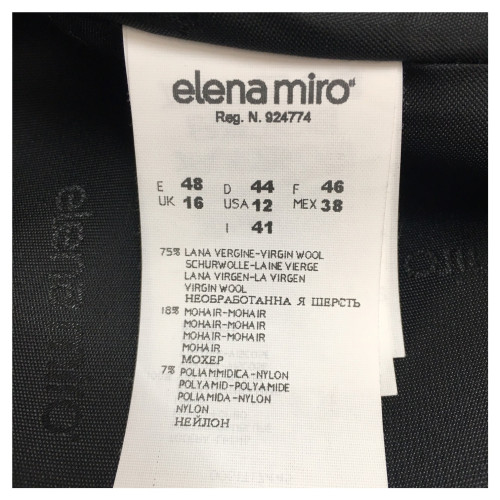 elena miro
Reg. N. 924774
E 48 D 44 F 46
UK 16 USA 12 MEX 38
I 41
75% LANA VERGINE-VIRGIN WOOL
SCHURWOLLE-LAINE VIERGE
LANA VIRGEN-LA VIRGEN
VIRGIN WOOL
НЕОБРАБОТАННА Я ШЕРСТЬ
18% MOHAIR-MOHAIR
MOHAIR-MOHAIR
MOHAIR-MOHAIR
MOHAIR
МОХЕР
7% POLIAMMIDICA-NYLON
POLYAMID-POLYAMIDE
POLIAMIDA-NYLON
NYLON
НЕЙЛОН
elena miro